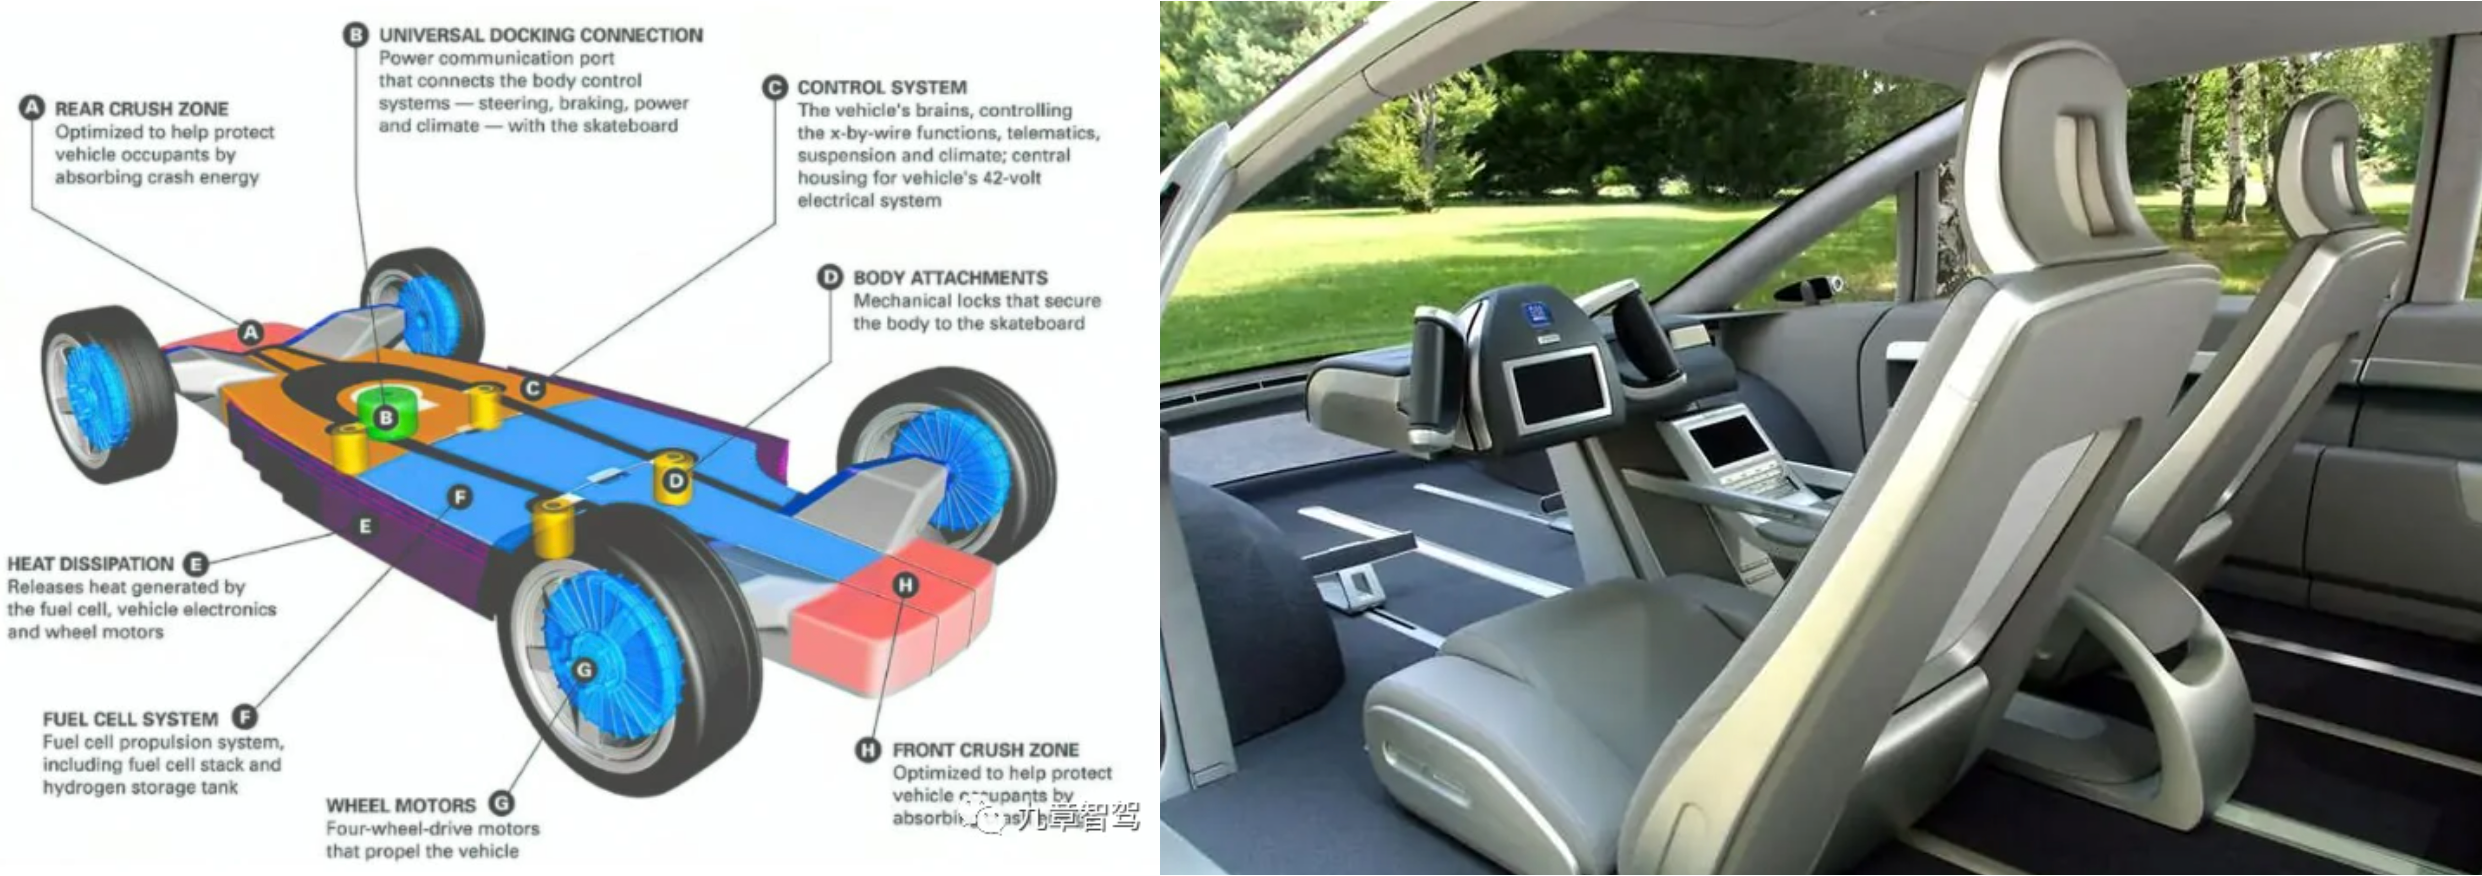 B UNIVERSAL DOCKING CONNECTION
Power communication port
that connects the body control
systems — steering, braking, power
and climate — with the skateboard
A REAR CRUSH ZONE
Optimized to help protect
vehicle occupants by
absorbing crash energy
C CONTROL SYSTEM
The vehicle's brains, controlling
the x-by-wire functions, telematics,
suspension and climate; central
housing for vehicle's 42-volt
electrical system
D BODY ATTACHMENTS
Mechanical locks that secure
the body to the skateboard
A
B
C
D
F
E
H
G
HEAT DISSIPATION E
Releases heat generated by
the fuel cell, vehicle electronics
and wheel motors
FUEL CELL SYSTEM F
Fuel cell propulsion system,
including fuel cell stack and
hydrogen storage tank
WHEEL MOTORS G
Four-wheel-drive motors
that propel the vehicle
H FRONT CRUSH ZONE
Optimized to help protect
vehicle occupants by
九章智驾